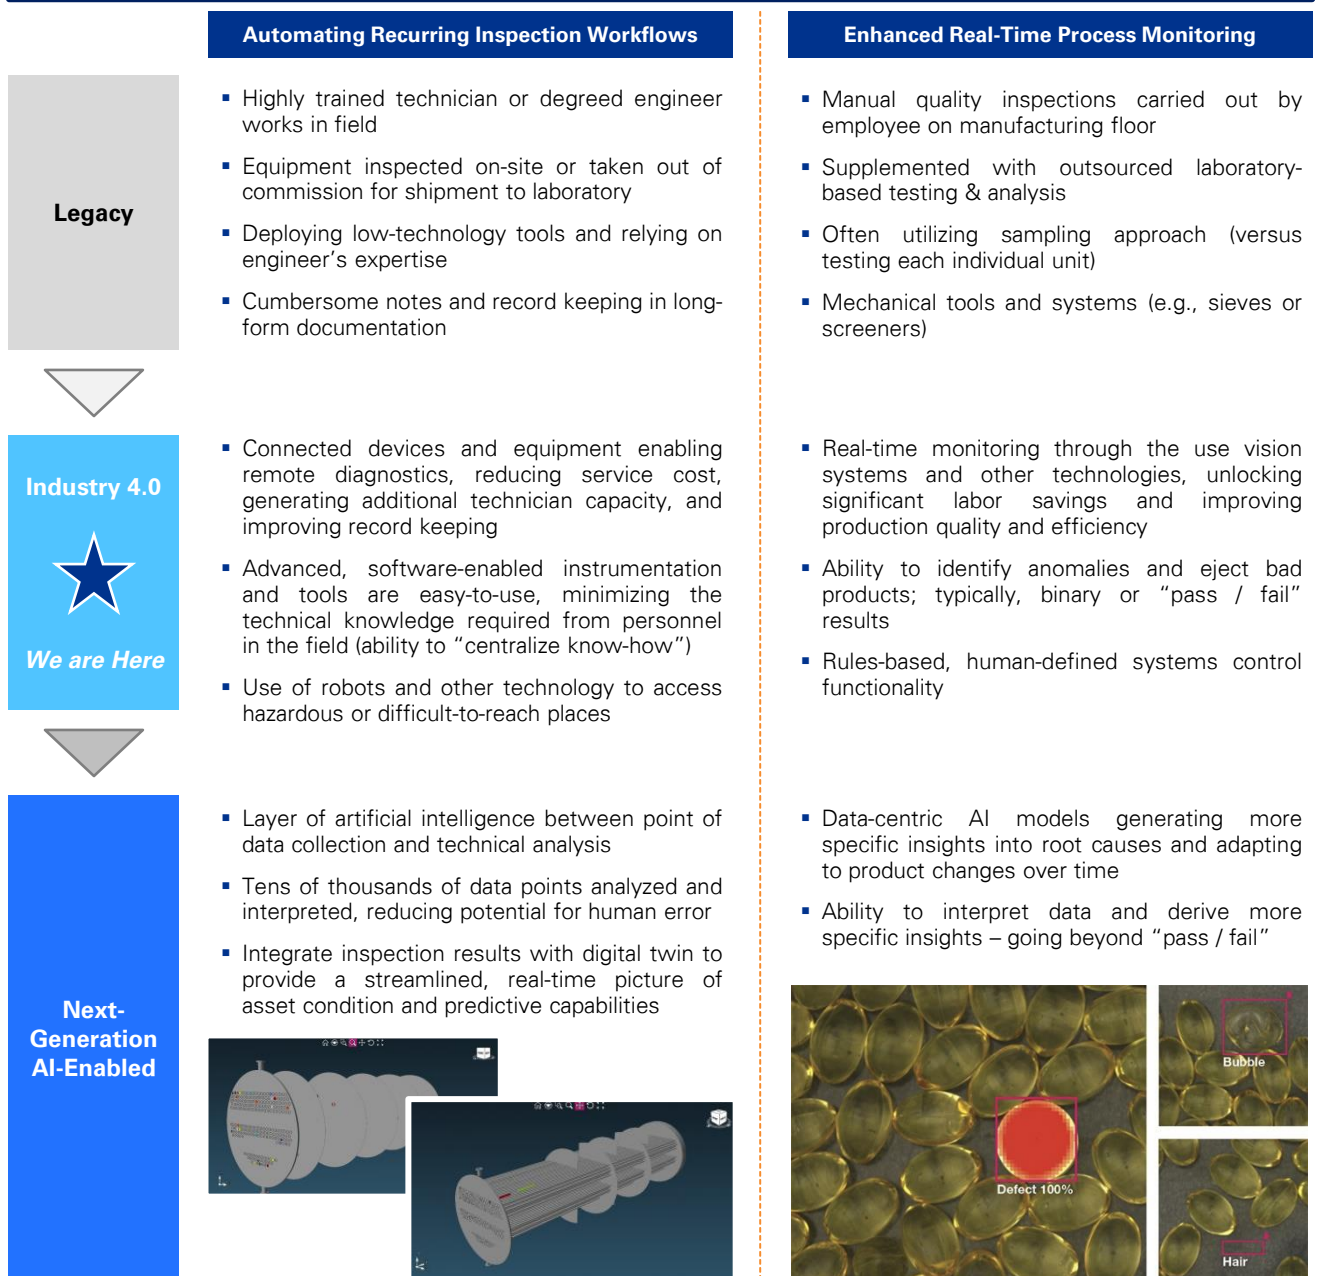 Automating Recurring Inspection Workflows
Enhanced Real-Time Process Monitoring
Legacy
▪ Highly trained technician or degreed engineer
works in field
▪ Equipment inspected on-site or taken out of
commission for shipment to laboratory
▪ Deploying low-technology tools and relying on
engineer’s expertise
▪ Cumbersome notes and record keeping in long-
form documentation
▪ Manual quality inspections carried out by
employee on manufacturing floor
▪ Supplemented with outsourced laboratory-
based testing & analysis
▪ Often utilizing sampling approach (versus
testing each individual unit)
▪ Mechanical tools and systems (e.g., sieves or
screeners)
Industry 4.0
We are Here
▪ Connected devices and equipment enabling
remote diagnostics, reducing service cost,
generating additional technician capacity, and
improving record keeping
▪ Advanced, software-enabled instrumentation
and tools are easy-to-use, minimizing the
technical knowledge required from personnel
in the field (ability to “centralize know-how”)
▪ Use of robots and other technology to access
hazardous or difficult-to-reach places
▪ Real-time monitoring through the use vision
systems and other technologies, unlocking
significant labor savings and improving
production quality and efficiency
▪ Ability to identify anomalies and eject bad
products; typically, binary or “pass / fail”
results
▪ Rules-based, human-defined systems control
functionality
Next-
Generation
AI-Enabled
▪ Layer of artificial intelligence between point of
data collection and technical analysis
▪ Tens of thousands of data points analyzed and
interpreted, reducing potential for human error
▪ Integrate inspection results with digital twin to
provide a streamlined, real-time picture of
asset condition and predictive capabilities
▪ Data-centric AI models generating more
specific insights into root causes and adapting
to product changes over time
▪ Ability to interpret data and derive more
specific insights – going beyond “pass / fail”
Defect 100%
Bubble
Hair